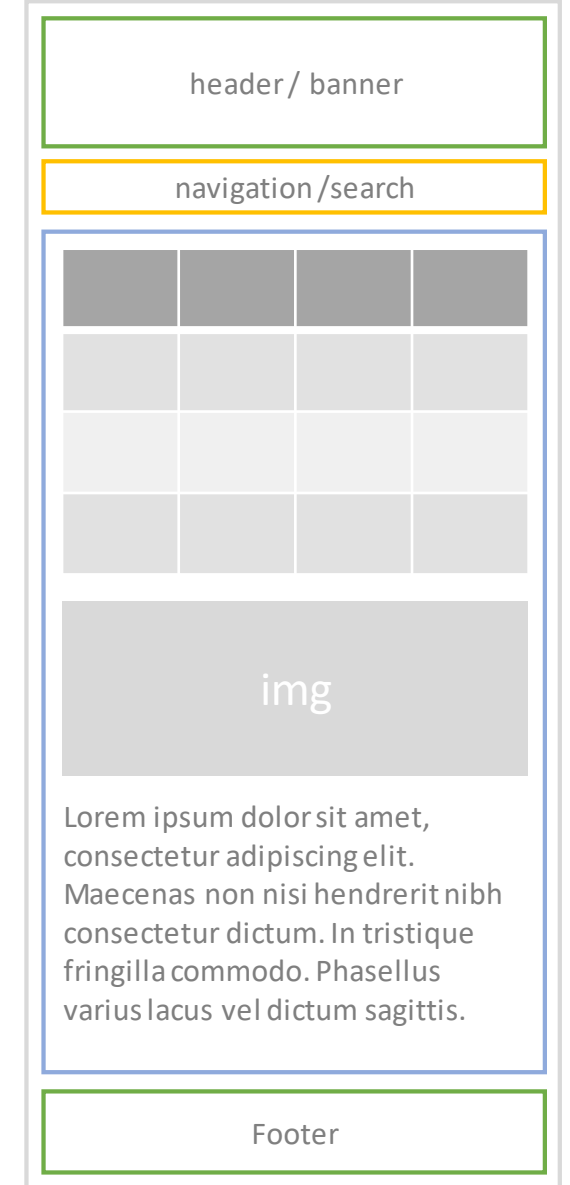 header / banner
navigation /search
img
Lorem ipsum dolor sit amet,
consectetur adipiscing elit.
Maecenas non nisi hendrerit nibh
consectetur dictum. In tristique
fringilla commodo. Phasellus
varius lacus vel dictum sagittis.
Footer